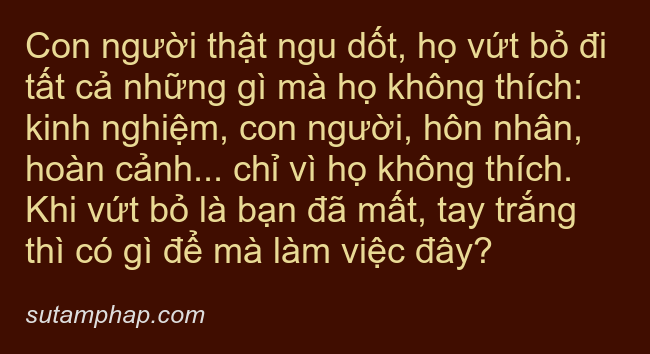 Con người thật ngu dốt, họ vứt bỏ đi
tất cả những gì mà họ không thích:
kinh nghiệm, con người, hôn nhân,
hoàn cảnh... chỉ vì họ không thích.
Khi vứt bỏ là bạn đã mất, tay trắng
thì có gì để mà làm việc đây?
sutamphap.com